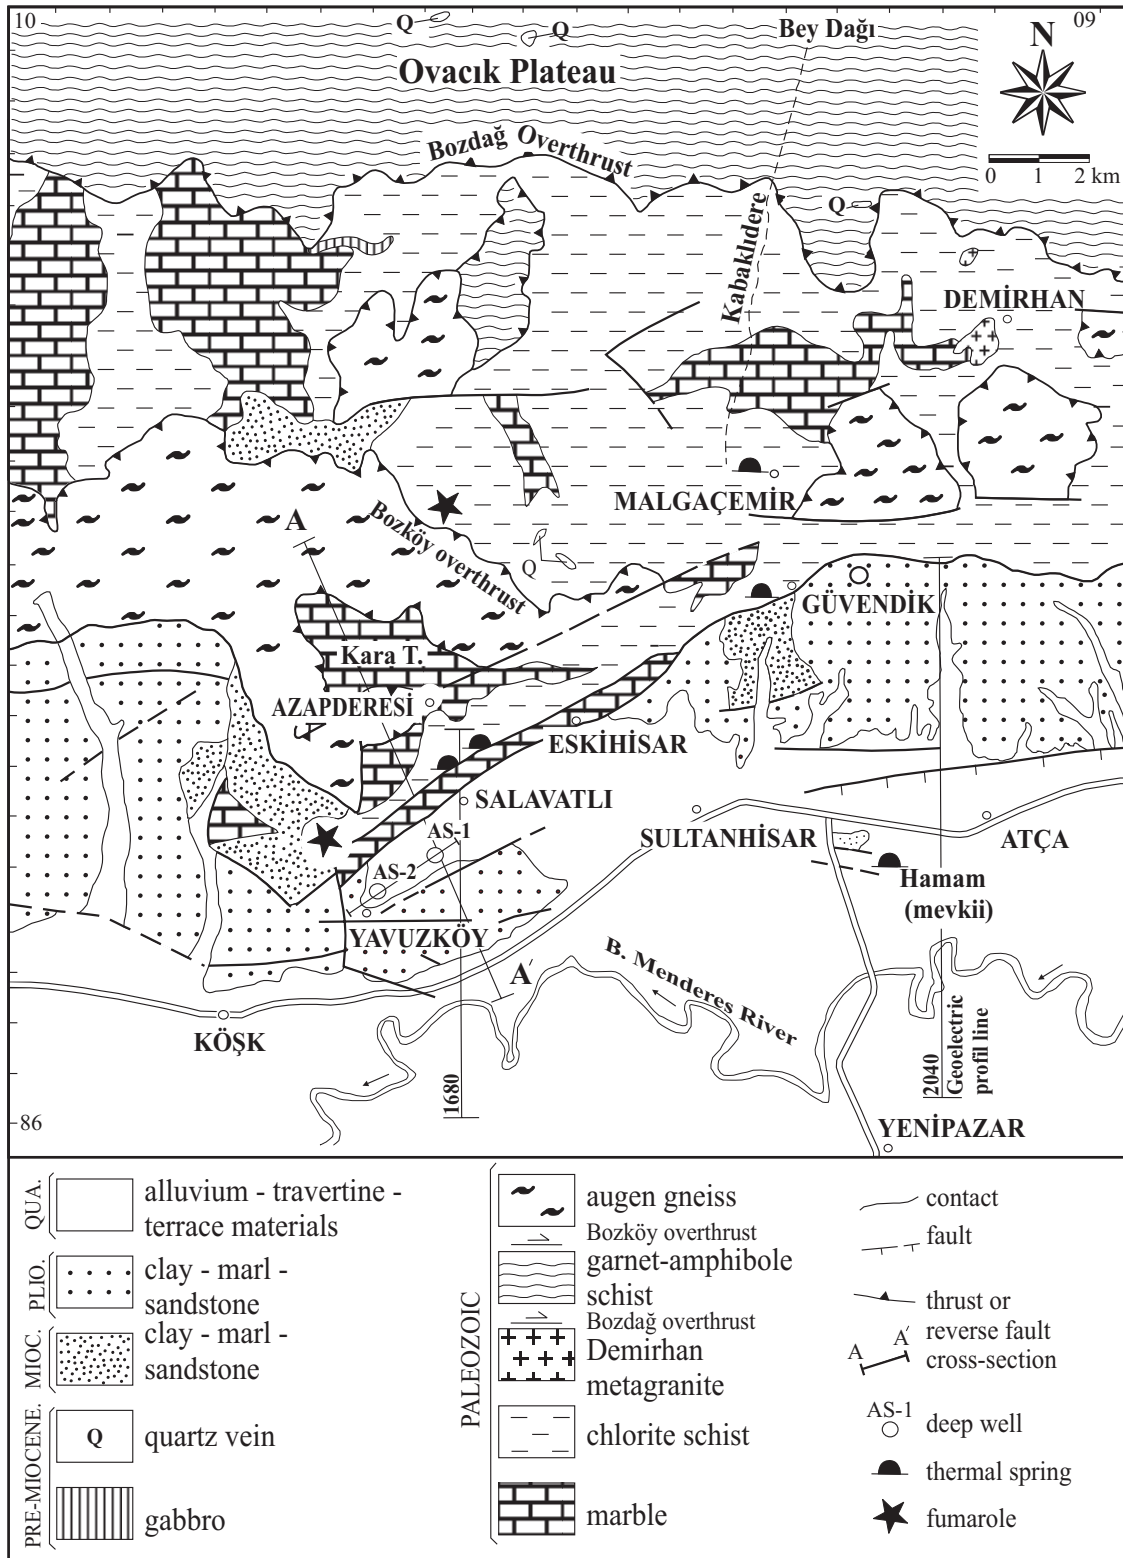 10
Q
Q
Bey Dağı
09
N
Ovacık Plateau
Bozdağ Overthrust
0 1 2 km
Q
Kabaklıdere
DEMİRHAN
MALGAÇEMİR
A
Bozköy overthrust
Q
GÜVENDİK
Kara T.
AZAPDERESİ
ESKİHİSAR
SALAVATLI
SULTANHİSAR
ATÇA
AS-1
AS-2
Hamam
(mevkii)
YAVUZKÖY
A'
B. Menderes River
KÖŞK
1680
2040
Geoelectric
profil line
86
YENİPAZAR
QUA.
alluvium - travertine -
terrace materials
PLIO.
clay - marl -
sandstone
MIOC.
clay - marl -
sandstone
PRE-MIOCENE.
Q
quartz vein
gabbro
PALEOZOIC
augen gneiss
Bozköy overthrust
garnet-amphibole
schist
Bozdağ overthrust
Demirhan
metagranite
chlorite schist
marble
contact
fault
thrust or
reverse fault
A A'
cross-section
AS-1
deep well
thermal spring
fumarole